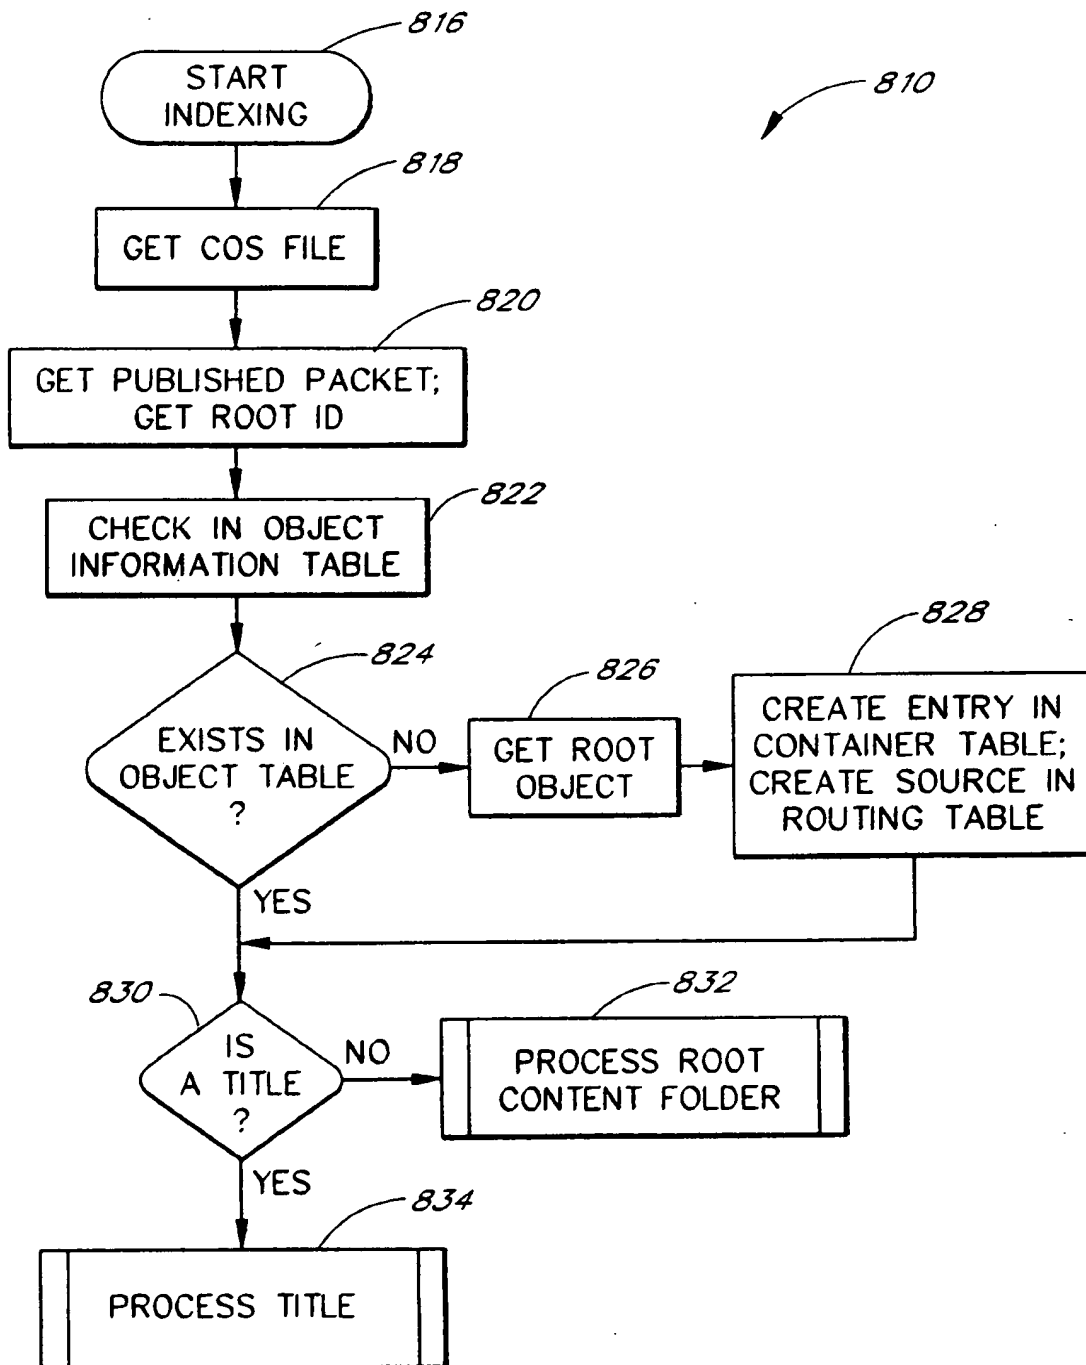 816
START
INDEXING
810
818
GET COS FILE
820
GET PUBLISHED PACKET;
GET ROOT ID
822
CHECK IN OBJECT
INFORMATION TABLE
824
EXISTS IN
OBJECT TABLE
?
NO
826
GET ROOT
OBJECT
828
CREATE ENTRY IN
CONTAINER TABLE;
CREATE SOURCE IN
ROUTING TABLE
YES
830
IS
A TITLE
?
NO
832
PROCESS ROOT
CONTENT FOLDER
YES
834
PROCESS TITLE